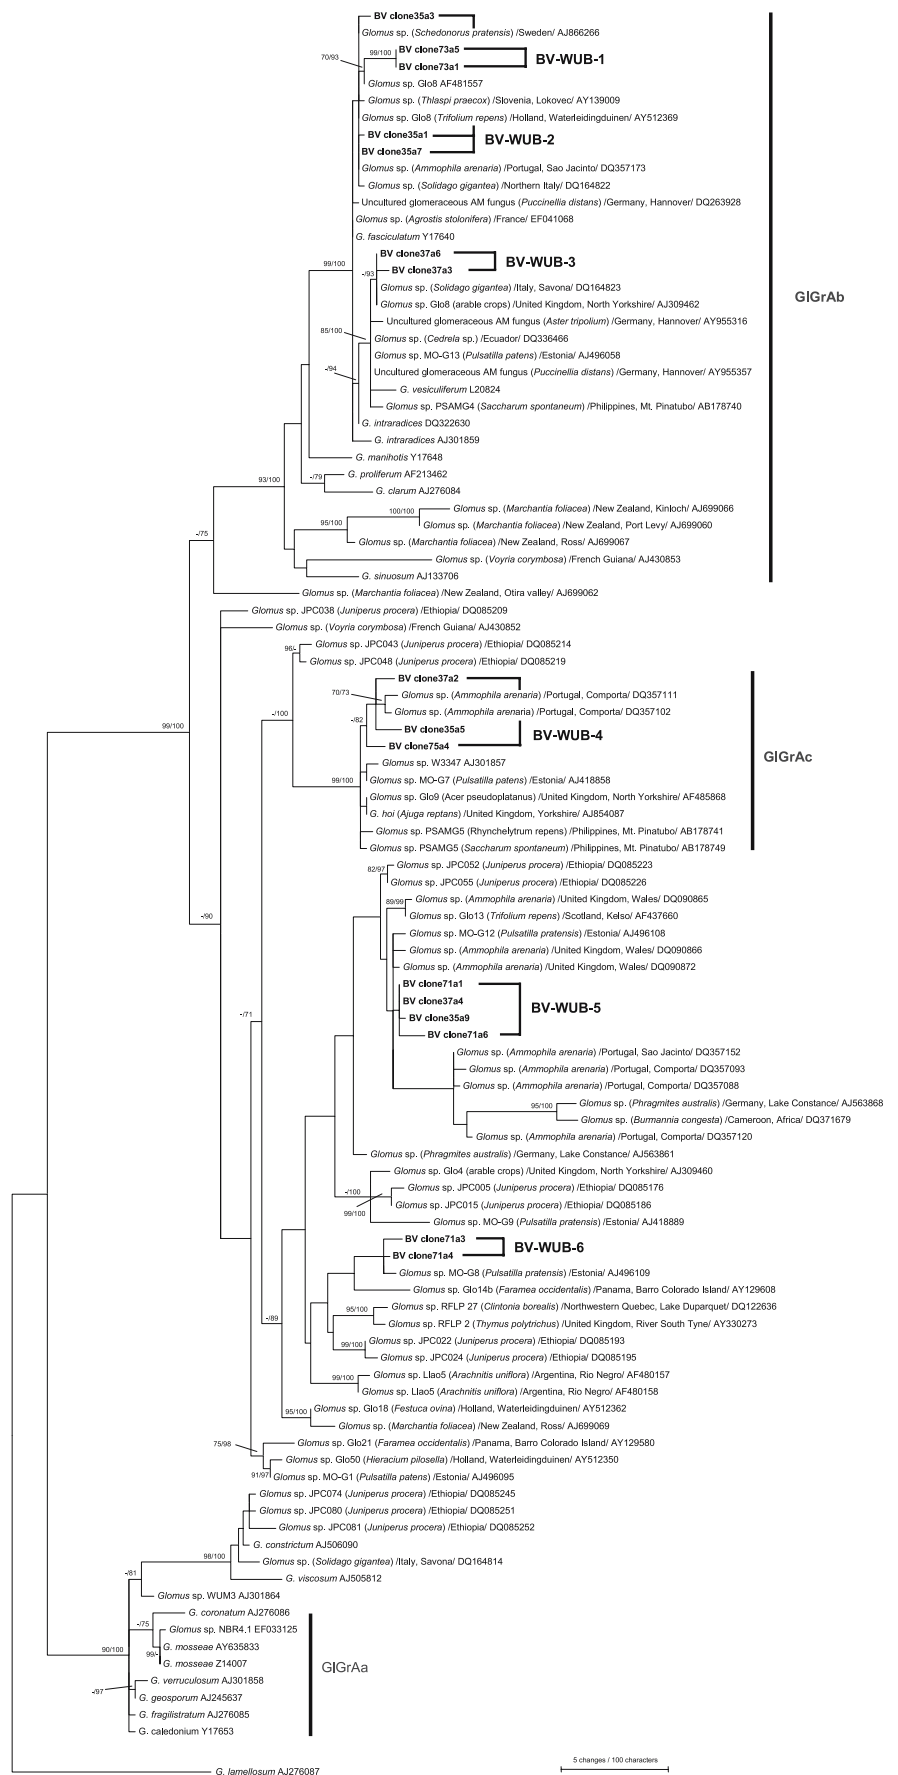 BV clone35a3
Glomus sp. (Schedonorus pratensis) /Sweden/ AJ866266
70/93
99/100
BV clone73a5
BV clone73a1
BV-WUB-1
Glomus sp. Glo8 AF481557
Glomus sp. (Thlaspi praecox) /Slovenia, Lokovec/ AY139009
Glomus sp. Glo8 (Trifolium repens) /Holland, Waterleidingduinen/ AY512369
BV clone35a1
BV clone35a7
BV-WUB-2
Glomus sp. (Ammophila arenaria) /Portugal, Sao Jacinto/ DQ357173
Glomus sp. (Solidago gigantea) /Northern Italy/ DQ164822
Uncultured glomeraceous AM fungus (Puccinellia distans) /Germany, Hannover/ DQ263928
Glomus sp. (Agrostis stolonifera) /France/ EF041068
G. fasciculatum Y17640
BV clone37a6
BV clone37a3
BV-WUB-3
99/100
-/93
Glomus sp. (Solidago gigantea) /Italy, Savona/ DQ164823
GlGrAb
Glomus sp. Glo8 (arable crops) /United Kingdom, North Yorkshire/ AJ309462
Uncultured glomeraceous AM fungus (Aster tripolium) /Germany, Hannover/ AY955316
85/100
Glomus sp. (Cedrela sp.) /Ecuador/ DQ336466
Glomus sp. MO-G13 (Pulsatilla patens) /Estonia/ AJ496058
-/94
Uncultured glomeraceous AM fungus (Puccinellia distans) /Germany, Hannover/ AY955357
G. vesiculiferum L20824
Glomus sp. PSAMG4 (Saccharum spontaneum) /Philippines, Mt. Pinatubo/ AB178740
G. intraradices DQ322630
G. intraradices AJ301859
G. manihotis Y17648
93/100
-/79
G. proliferum AF213462
G. clarum AJ276084
100/100
Glomus sp. (Marchantia foliacea) /New Zealand, Kinloch/ AJ699066
95/100
Glomus sp. (Marchantia foliacea) /New Zealand, Port Levy/ AJ699060
-/75
Glomus sp. (Marchantia foliacea) /New Zealand, Ross/ AJ699067
Glomus sp. (Voyria corymbosa) /French Guiana/ AJ430853
G. sinuosum AJ133706
Glomus sp. (Marchantia foliacea) /New Zealand, Otira valley/ AJ699062
Glomus sp. JPC038 (Juniperus procera) /Ethiopia/ DQ085209
Glomus sp. (Voyria corymbosa) /French Guiana/ AJ430852
96/-
Glomus sp. JPC043 (Juniperus procera) /Ethiopia/ DQ085214
Glomus sp. JPC048 (Juniperus procera) /Ethiopia/ DQ085219
BV clone37a2
70/73
Glomus sp. (Ammophila arenaria) /Portugal, Comporta/ DQ357111
-/100
-/82
Glomus sp. (Ammophila arenaria) /Portugal, Comporta/ DQ357102
99/100
BV clone35a5
BV-WUB-4
BV clone75a4
GlGrAc
Glomus sp. W3347 AJ301857
99/100
Glomus sp. MO-G7 (Pulsatilla patens) /Estonia/ AJ418858
Glomus sp. Glo9 (Acer pseudoplatanus) /United Kingdom, North Yorkshire/ AF485868
G. hoi (Ajuga reptans) /United Kingdom, Yorkshire/ AJ854087
Glomus sp. PSAMG5 (Rhynchelytrum repens) /Philippines, Mt. Pinatubo/ AB178741
Glomus sp. PSAMG5 (Saccharum spontaneum) /Philippines, Mt. Pinatubo/ AB178749
82/97
Glomus sp. JPC052 (Juniperus procera) /Ethiopia/ DQ085223
Glomus sp. JPC055 (Juniperus procera) /Ethiopia/ DQ085226
89/99
Glomus sp. (Ammophila arenaria) /United Kingdom, Wales/ DQ090865
-/90
Glomus sp. Glo13 (Trifolium repens) /Scotland, Kelso/ AF437660
Glomus sp. MO-G12 (Pulsatilla pratensis) /Estonia/ AJ496108
Glomus sp. (Ammophila arenaria) /United Kingdom, Wales/ DQ090866
Glomus sp. (Ammophila arenaria) /United Kingdom, Wales/ DQ090872
BV clone71a1
BV clone37a4
BV-WUB-5
-/71
BV clone35a9
BV clone71a6
Glomus sp. (Ammophila arenaria) /Portugal, Sao Jacinto/ DQ357152
Glomus sp. (Ammophila arenaria) /Portugal, Comporta/ DQ357093
Glomus sp. (Ammophila arenaria) /Portugal, Comporta/ DQ357088
95/100
Glomus sp. (Phragmites australis) /Germany, Lake Constance/ AJ563868
Glomus sp. (Burmannia congesta) /Cameroon, Africa/ DQ371679
Glomus sp. (Ammophila arenaria) /Portugal, Comporta/ DQ357120
Glomus sp. (Phragmites australis) /Germany, Lake Constance/ AJ563861
Glomus sp. Glo4 (arable crops) /United Kingdom, North Yorkshire/ AJ309460
-/100
Glomus sp. JPC005 (Juniperus procera) /Ethiopia/ DQ085176
99/100
Glomus sp. JPC015 (Juniperus procera) /Ethiopia/ DQ085186
Glomus sp. MO-G9 (Pulsatilla pratensis) /Estonia/ AJ418889
BV clone71a3
BV clone71a4
BV-WUB-6
Glomus sp. MO-G8 (Pulsatilla pratensis) /Estonia/ AJ496109
Glomus sp. Glo14b (Faramea occidentalis) /Panama, Barro Colorado Island/ AY129608
95/100
Glomus sp. RFLP 27 (Clintonia borealis) /Northwestern Quebec, Lake Duparquet/ DQ122636
-/89
Glomus sp. RFLP 2 (Thymus polytrichus) /United Kingdom, River South Tyne/ AY330273
99/100
Glomus sp. JPC022 (Juniperus procera) /Ethiopia/ DQ085193
Glomus sp. JPC024 (Juniperus procera) /Ethiopia/ DQ085195
99/100
Glomus sp. Llao5 (Arachnitis uniflora) /Argentina, Rio Negro/ AF480157
Glomus sp. Llao5 (Arachnitis uniflora) /Argentina, Rio Negro/ AF480158
95/100
Glomus sp. Glo18 (Festuca ovina) /Holland, Waterleidingduinen/ AY512362
Glomus sp. (Marchantia foliacea) /New Zealand, Ross/ AJ699069
75/98
Glomus sp. Glo21 (Faramea occidentalis) /Panama, Barro Colorado Island/ AY129580
Glomus sp. Glo50 (Hieracium pilosella) /Holland, Waterleidingduinen/ AY512350
91/97
Glomus sp. MO-G1 (Pulsatilla patens) /Estonia/ AJ496095
Glomus sp. JPC074 (Juniperus procera) /Ethiopia/ DQ085245
Glomus sp. JPC080 (Juniperus procera) /Ethiopia/ DQ085251
Glomus sp. JPC081 (Juniperus procera) /Ethiopia/ DQ085252
G. constrictum AJ506090
98/100
Glomus sp. (Solidago gigantea) /Italy, Savona/ DQ164814
-/81
G. viscosum AJ505812
Glomus sp. WUM3 AJ301864
G. coronatum AJ276086
-/75
Glomus sp. NBR4.1 EF033125
90/100
G. mosseae AY635833
99/-
G. mosseae Z14007
GlGrAa
G. verruculosum AJ301858
-/97
G. geosporum AJ245637
G. fragilistratum AJ276085
G. caledonium Y17653
5 changes / 100 characters
G. lamellosum AJ276087